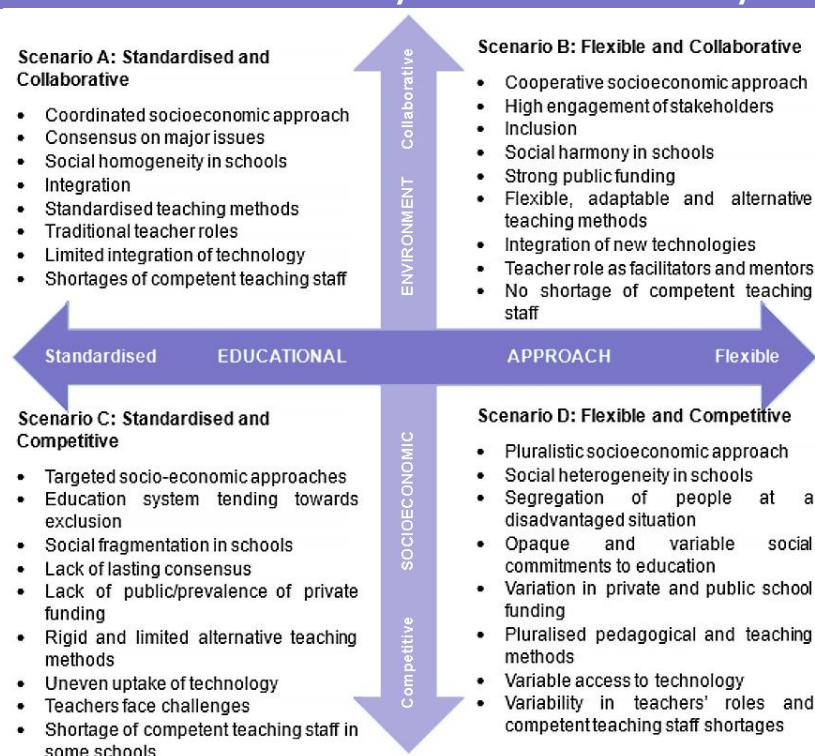 Scenario A: Standardised and
Collaborative
• Coordinated socioeconomic approach
• Consensus on major issues
• Social homogeneity in schools
• Integration
• Standardised teaching methods
• Traditional teacher roles
• Limited integration of technology
• Shortages of competent teaching staff
Scenario B: Flexible and Collaborative
• Cooperative socioeconomic approach
• High engagement of stakeholders
• Inclusion
• Social harmony in schools
• Strong public funding
• Flexible, adaptable and alternative
teaching methods
• Integration of new technologies
• Teacher role as facilitators and mentors
• No shortage of competent teaching
staff
Collaborative
ENVIRONMENT
Standardised EDUCATIONAL APPROACH Flexible
SOCIOECONOMIC
Competitive
Scenario C: Standardised and
Competitive
• Targeted socio-economic approaches
• Education system tending towards
exclusion
• Social fragmentation in schools
• Lack of lasting consensus
• Lack of public/prevalence of private
funding
• Rigid and limited alternative teaching
methods
• Uneven uptake of technology
• Teachers face challenges
• Shortage of competent teaching staff in
some schools
Scenario D: Flexible and Competitive
• Pluralistic socioeconomic approach
• Social heterogeneity in schools
• Segregation of people at a
disadvantaged situation
• Opaque and variable social
commitments to education
• Variation in private and public school
funding
• Pluralised pedagogical and teaching
methods
• Variable access to technology
• Variability in teachers' roles and
competent teaching staff shortages